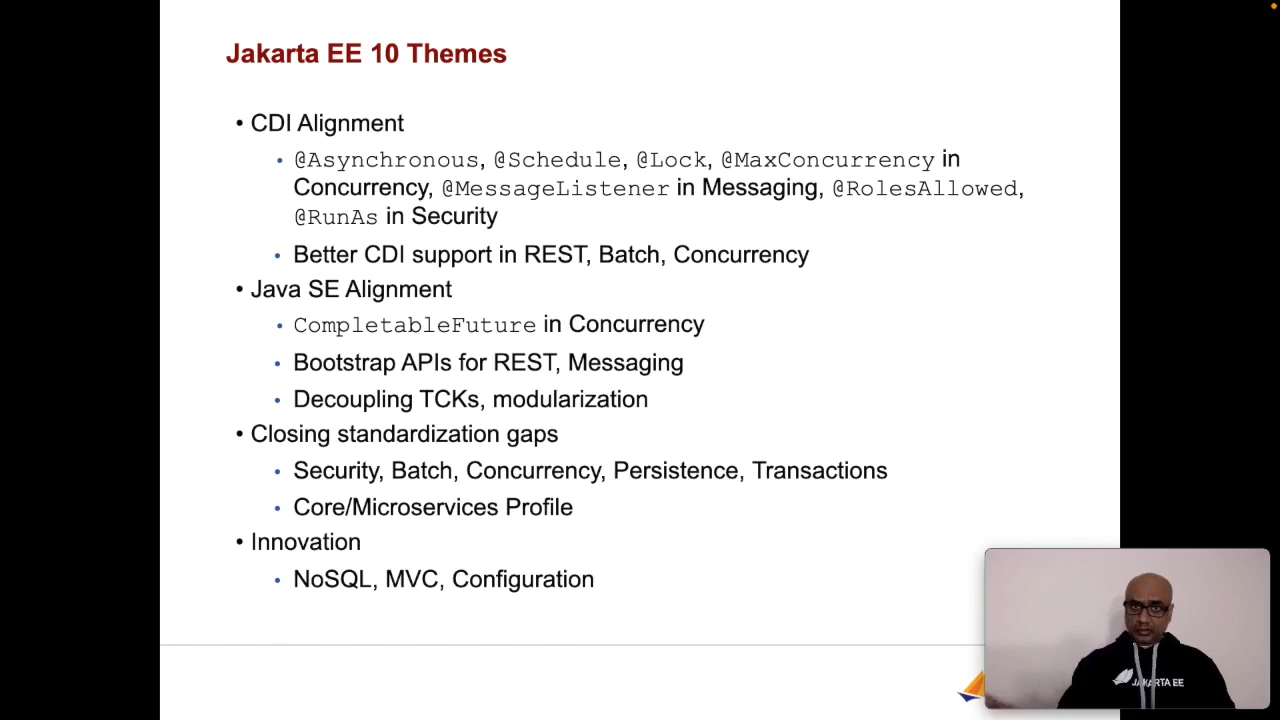 Jakarta EE 10 Themes
• CDI Alignment
• @Asynchronous, @Schedule, @Lock, @MaxConcurrency in
Concurrency, @MessageListener in Messaging, @RolesAllowed,
@RunAs in Security
• Better CDI support in REST, Batch, Concurrency
• Java SE Alignment
• CompletableFuture in Concurrency
• Bootstrap APIs for REST, Messaging
• Decoupling TCKs, modularization
• Closing standardization gaps
• Security, Batch, Concurrency, Persistence, Transactions
• Core/Microservices Profile
• Innovation
• NoSQL, MVC, Configuration
JAKARTA EE